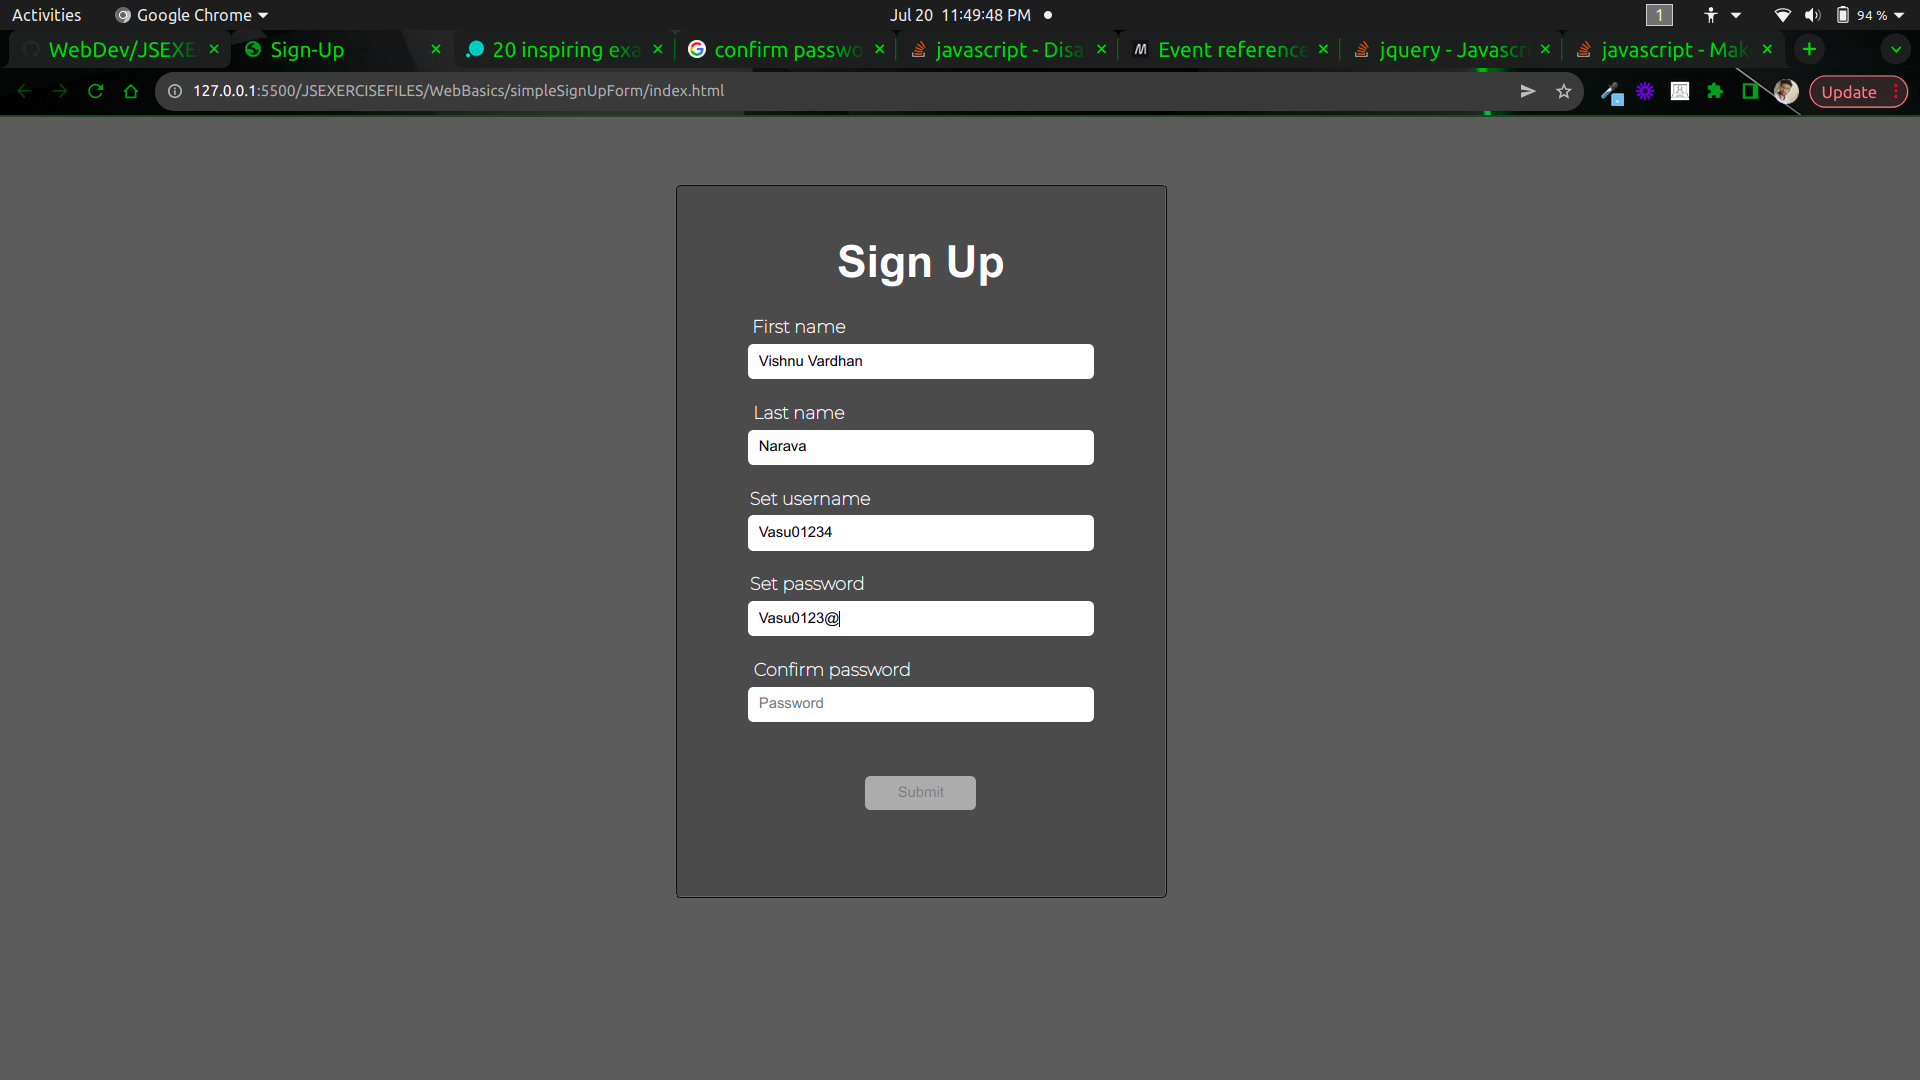 Activities Google Chrome Jul 20 11:49:48 PM 1 94 %
WebDev/JSEXE Sign-Up 20 inspiring exa confirm passwo javascript - Disa Event reference jquery - Javascr javascript - Mak
127.0.0.1:5500/JSEXERCISEFILES/WebBasics/simpleSignUpForm/index.html Update
Sign Up
First name
Vishnu Vardhan
Last name
Narava
Set username
Vasu01234
Set password
Vasu0123@
Confirm password
Password
Submit